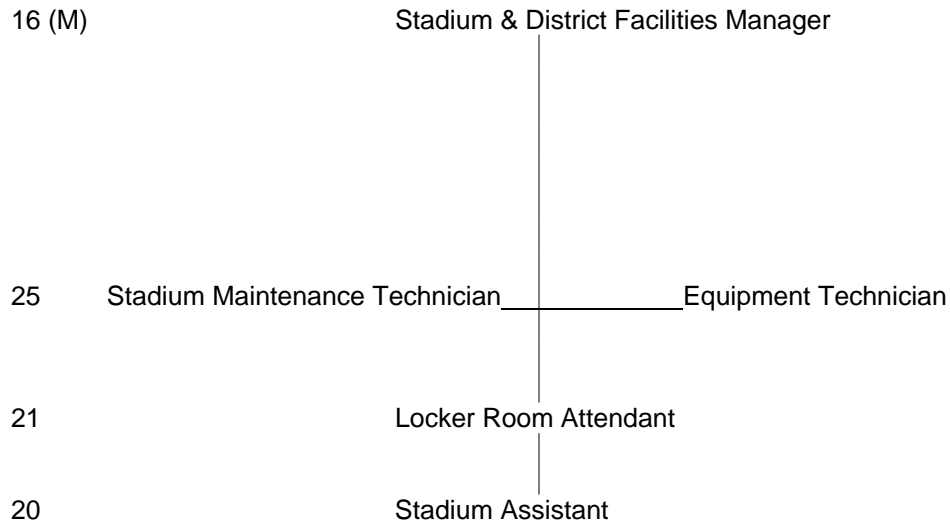 16 (M) Stadium & District Facilities Manager
25 Stadium Maintenance Technician Equipment Technician
21 Locker Room Attendant
20 Stadium Assistant